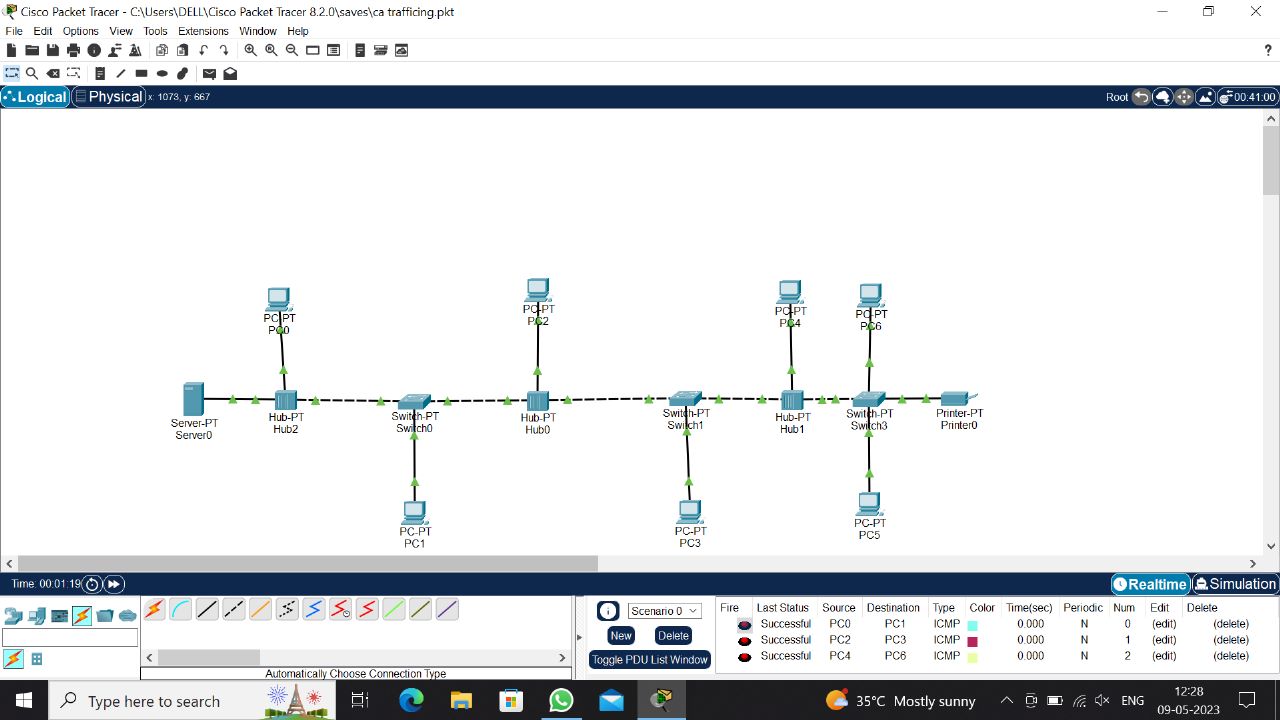 Cisco Packet Tracer - C:\Users\DELL\Cisco Packet Tracer 8.2.0\saves\ca trafficing.pkt
File Edit Options View Tools Extensions Window Help
?
Logical Physical x: 1073, y: 667 Root 00:41:00
PC-PT
PC0
PC-PT
PC2
PC-PT
PC4
PC-PT
PC6
Server-PT
Server0
Hub-PT
Hub2
Switch-PT
Switch0
Hub-PT
Hub0
Switch-PT
Switch1
Hub-PT
Hub1
Switch-PT
Switch3
Printer-PT
Printer0
PC-PT
PC1
PC-PT
PC3
PC-PT
PC5
Time: 00:01:19 Realtime Simulation
Scenario 0
New Delete
Toggle PDU List Window
Automatically Choose Connection Type
Fire Last Status Source Destination Type Color Time(sec) Periodic Num Edit Delete
Successful PC0 PC1 ICMP 0.000 N 0 (edit) (delete)
Successful PC2 PC3 ICMP 0.000 N 1 (edit) (delete)
Successful PC4 PC6 ICMP 0.000 N 2 (edit) (delete)
Type here to search 35°C Mostly sunny ENG 12:28
09-05-2023